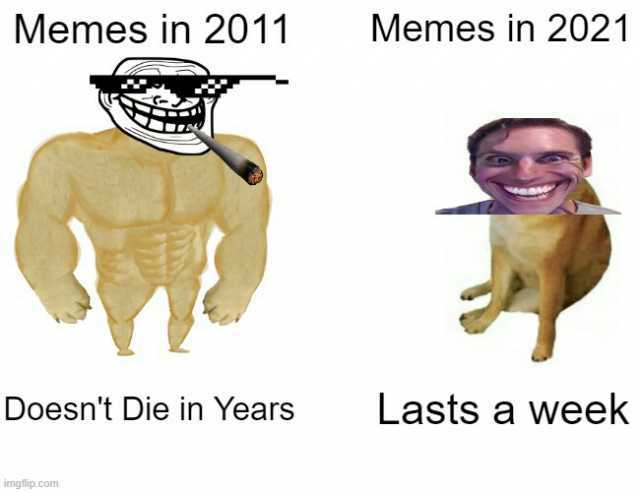 Memes in 2011
Memes in 2021
Doesn't Die in Years
Lasts a week
imgflip.com